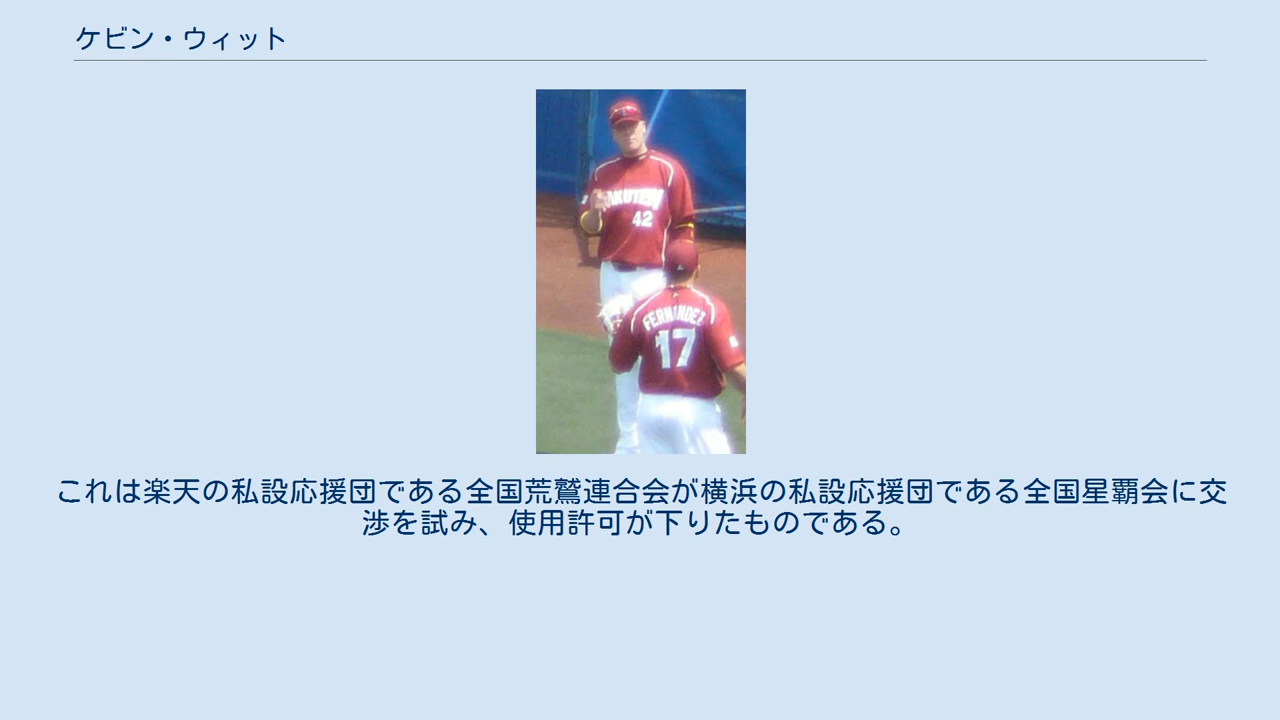 ケビン・ウィット
RAKUTEN
42
FERNANDEZ
17
これは楽天の私設応援団である全国荒鷲連合会が横浜の私設応援団である全国星覇会に交
渉を試み、使用許可が下りたものである。